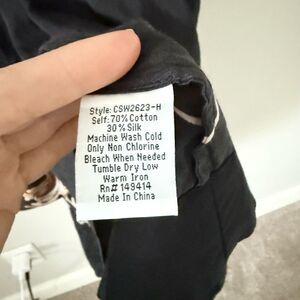 Style: CSW2623-H
Self: 70% Cotton
30% Silk
Machine Wash Cold
Only Non Chlorine
Bleach When Needed
Tumble Dry Low
Warm Iron
Rn# 149414
Made In China